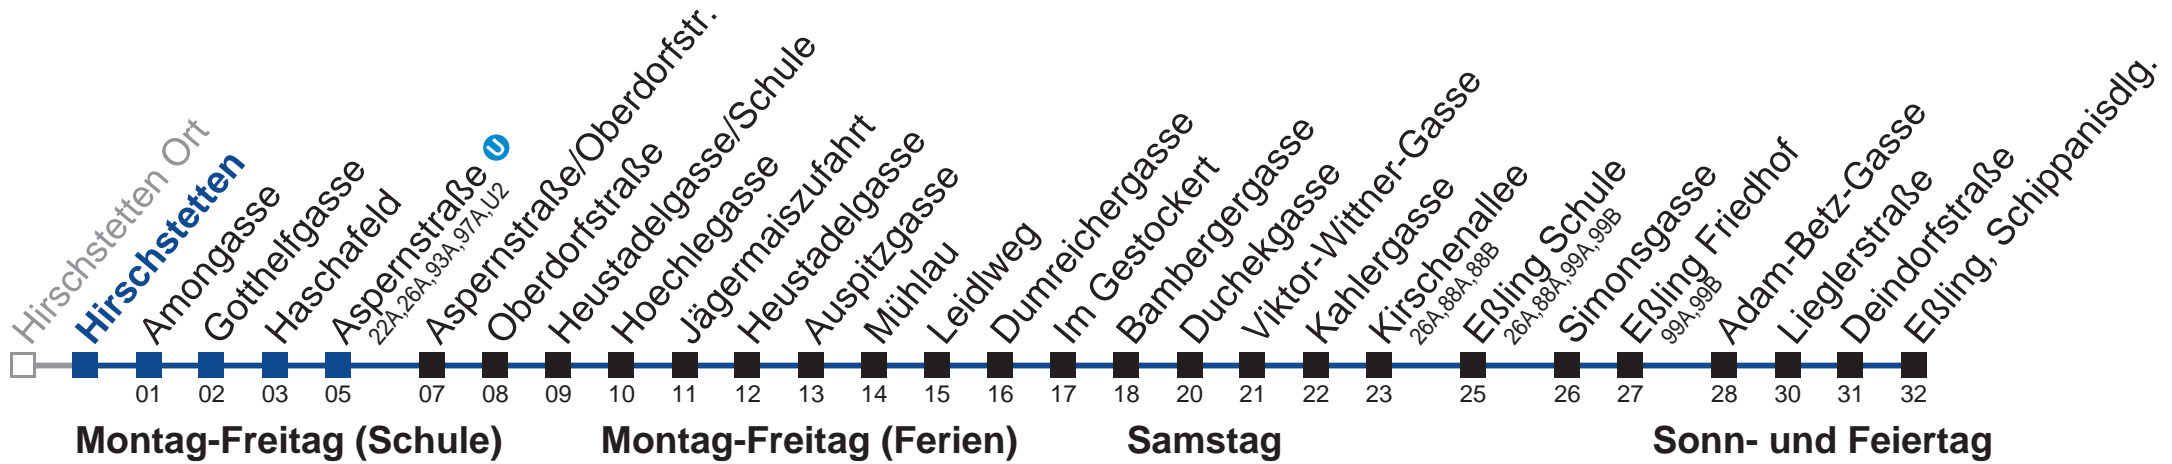 Hirschstetten Ort
Hirschstetten
Amongasse
Gotthelfgasse
Haschafeld
Aspernstraße U
22A,26A,93A,97A,U2
Aspernstraße/Oberdorfstr.
Oberdorfstraße
Heustadelgasse/Schule
Hoechlegasse
Jägermaiszufahrt
Heustadelgasse
Auspitzgasse
Mühlau
Leidlweg
Dumreichergasse
Im Gestockert
Bambergergasse
Duchekgasse
Viktor-Wittner-Gasse
Kahlergasse
Kirschenallee
26A,88A,88B
Eßling Schule
26A,88A,99A,99B
Simonsgasse
Eßling Friedhof
99A,99B
Adam-Betz-Gasse
Lieglerstraße
Deindorfstraße
Eßling, Schippanisdlg.
01 02 03 05 07 08 09 10 11 12 13 14 15 16 17 18 20 21 22 23 25 26 27 28 30 31 32
Montag-Freitag (Schule) Montag-Freitag (Ferien) Samstag Sonn- und Feiertag